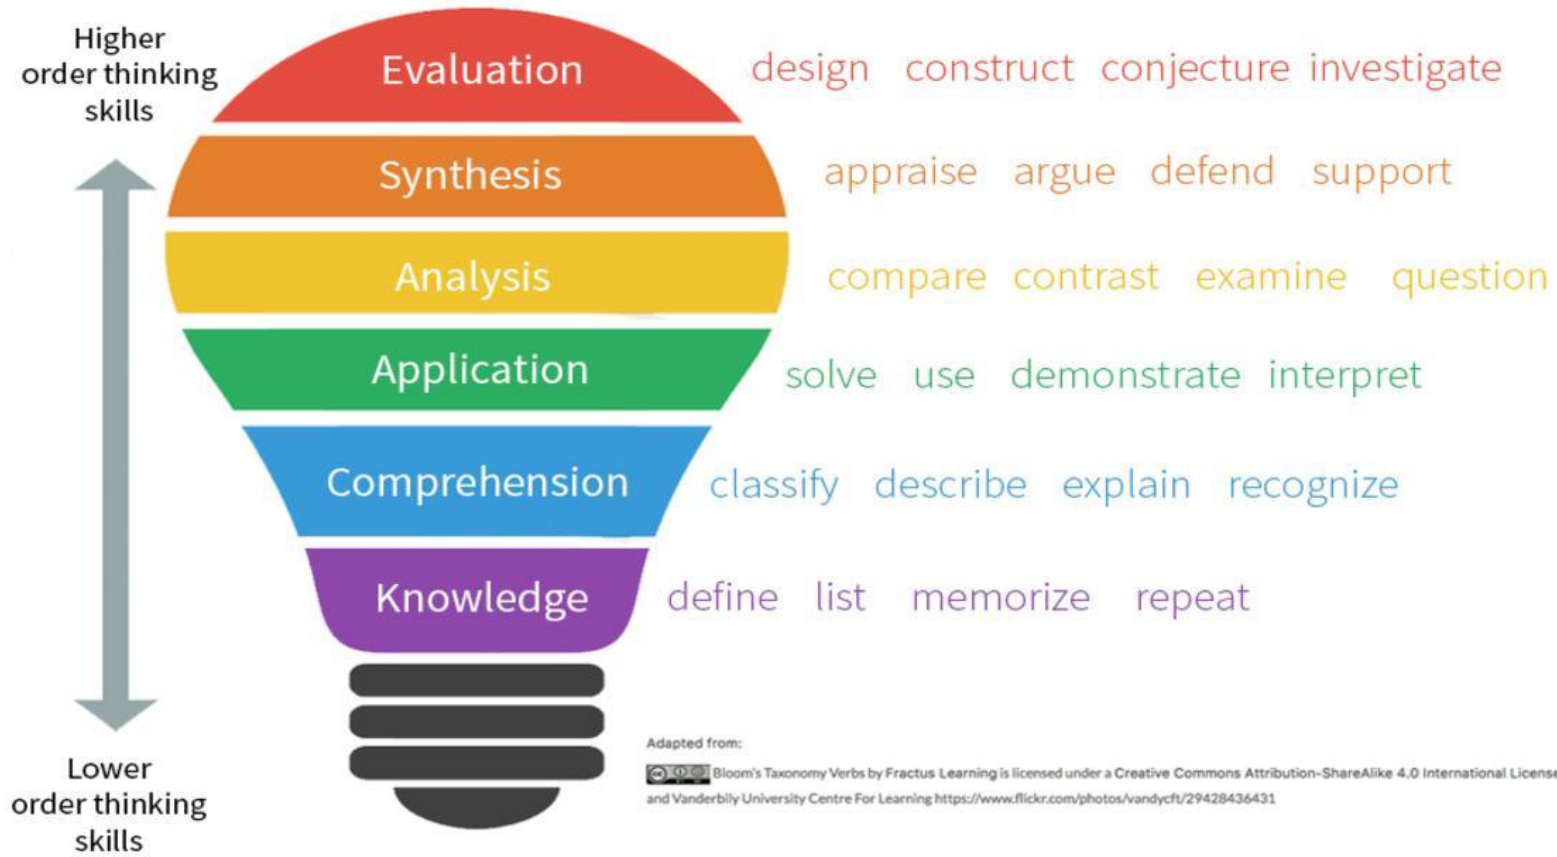 Higher
order thinking
skills
Evaluation
design construct conjecture investigate
Synthesis
appraise argue defend support
Analysis
compare contrast examine question
Application
solve use demonstrate interpret
Comprehension
classify describe explain recognize
Knowledge
define list memorize repeat
Lower
order thinking
skills
Adapted from:
Bloom's Taxonomy Verbs by Fractus Learning is licensed under a Creative Commons Attribution-ShareAlike 4.0 International License
and Vanderbily University Centre For Learning https://www.flickr.com/photos/vandycft/29428436431